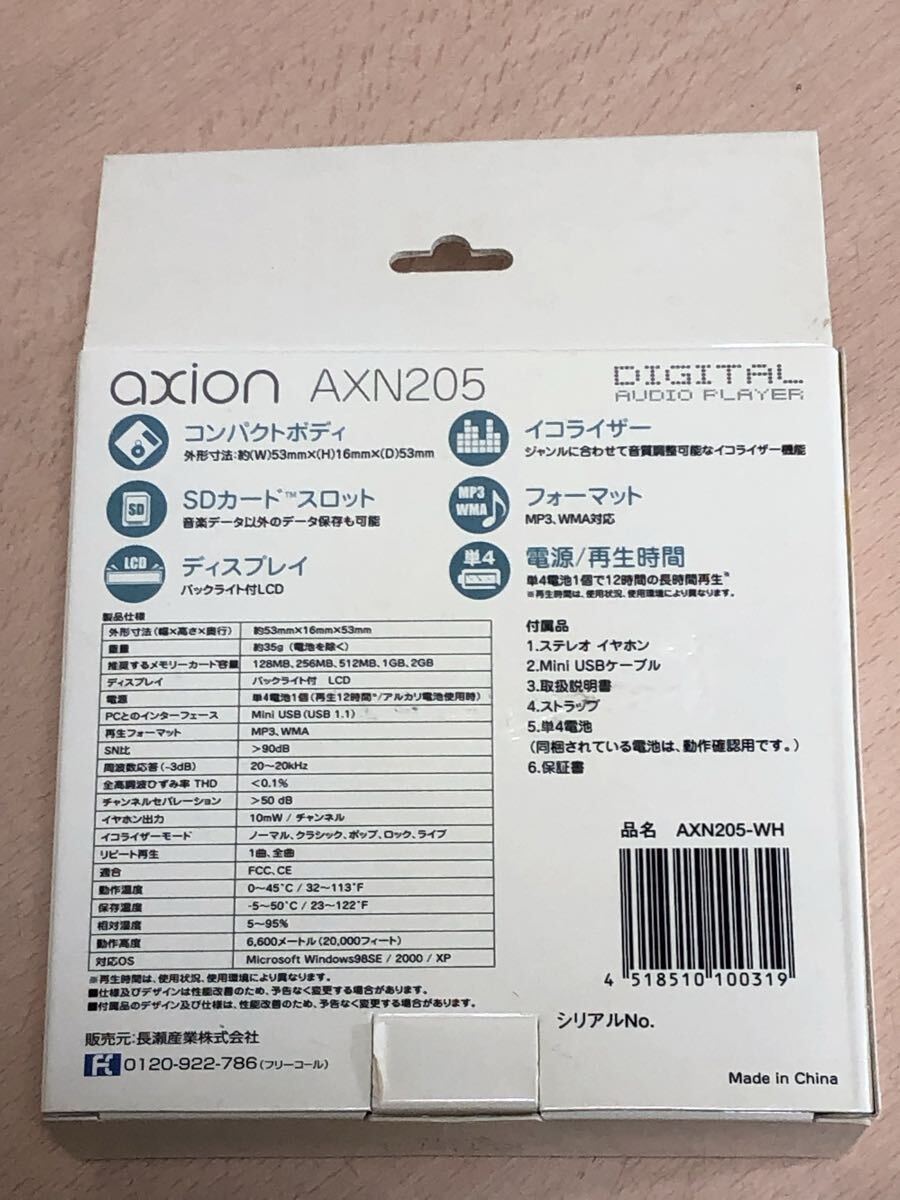 axion AXN205
DIGITAL
AUDIO PLAYER
コンパクトボディ
外形寸法:約(W)53mm×(H)16mm×(D)53mm
SD
SDカード™スロット
音楽データ以外のデータ保存も可能
LCD
ディスプレイ
バックライト付LCD
イコライザー
ジャンルに合わせて音質調整可能なイコライザー機能
MP3
WMA
フォーマット
MP3、WMA対応
単4
電源/再生時間
単4電池1個で12時間の長時間再生※
※再生時間は、使用状況、使用環境により異なります。
製品仕様
外形寸法(幅×高さ×奥行) 約53mm×16mm×53mm
重量 約35g(電池を除く)
推奨するメモリーカード容量 128MB、256MB、512MB、1GB、2GB
ディスプレイ バックライト付 LCD
電源 単4電池1個(再生12時間※/アルカリ電池使用時)
PCとのインターフェース Mini USB(USB 1.1)
再生フォーマット MP3、WMA
SN比 >90dB
周波数応答(-3dB) 20〜20kHz
全高調波ひずみ率 THD <0.1%
チャンネルセパレーション >50 dB
イヤホン出力 10mW / チャンネル
イコライザーモード ノーマル、クラシック、ポップ、ロック、ライブ
リピート再生 1曲、全曲
適合 FCC、CE
動作温度 0〜45℃ / 32〜113°F
保存温度 -5〜50℃ / 23〜122°F
相対湿度 5〜95%
動作高度 6,600メートル(20,000フィート)
対応OS Microsoft Windows98SE / 2000 / XP
※再生時間は、使用状況、使用環境により異なります。
■仕様及びデザインは性能改善のため、予告なく変更する場合があります。
■付属品のデザイン及び仕様は、性能改善のため、予告なく変更する場合があります。
販売元:長瀬産業株式会社
0120-922-786(フリーコール)
付属品
1.ステレオ イヤホン
2.Mini USBケーブル
3.取扱説明書
4.ストラップ
5.単4電池
(同梱されている電池は、動作確認用です。)
6.保証書
品名 AXN205-WH
4 518510 100319
シリアルNo.
Made in China